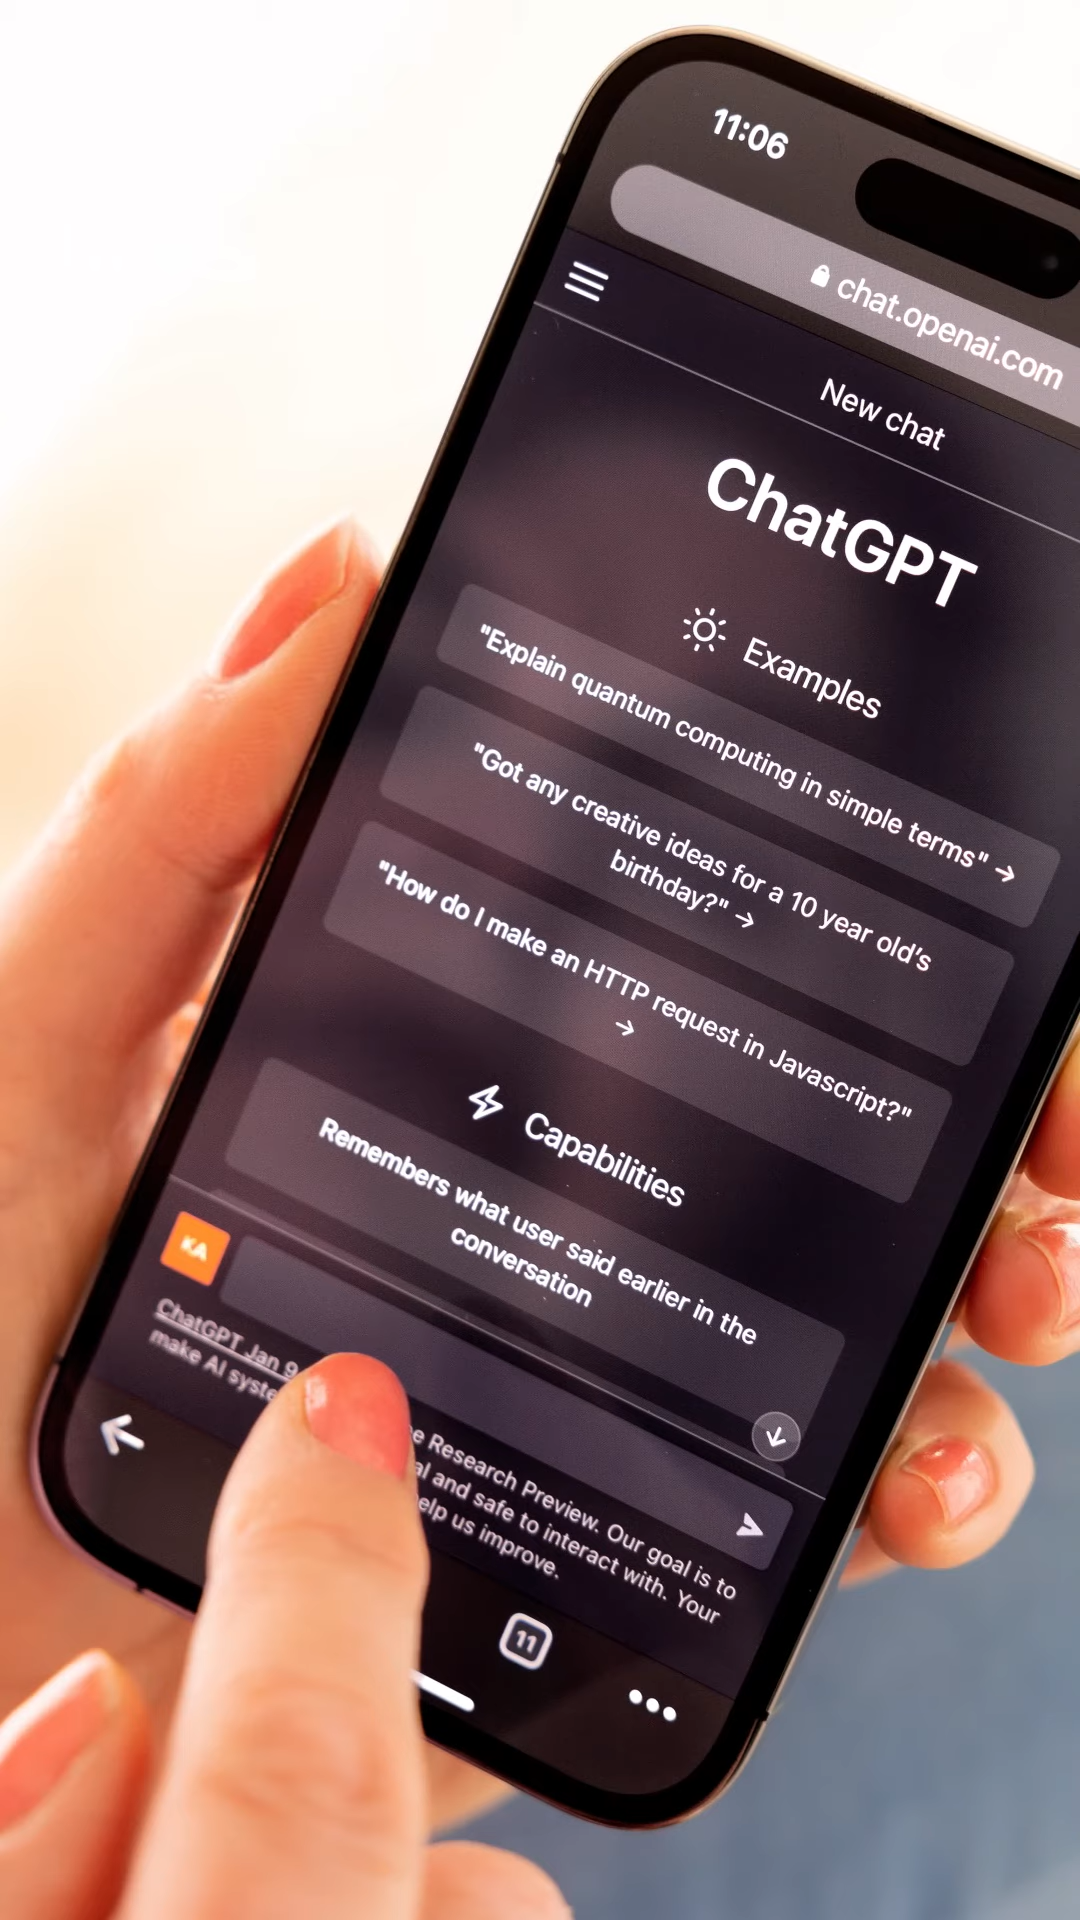 11:06
chat.openai.com
New chat
ChatGPT
Examples
"Explain quantum computing in simple terms" →
"Got any creative ideas for a 10 year old's
birthday?" →
"How do I make an HTTP request in Javascript?"
→
Capabilities
Remembers what user said earlier in the
conversation
KA
ChatGPT Jan 9
Research Preview. Our goal is to
make AI
and safe to interact with. Your
us improve.
11